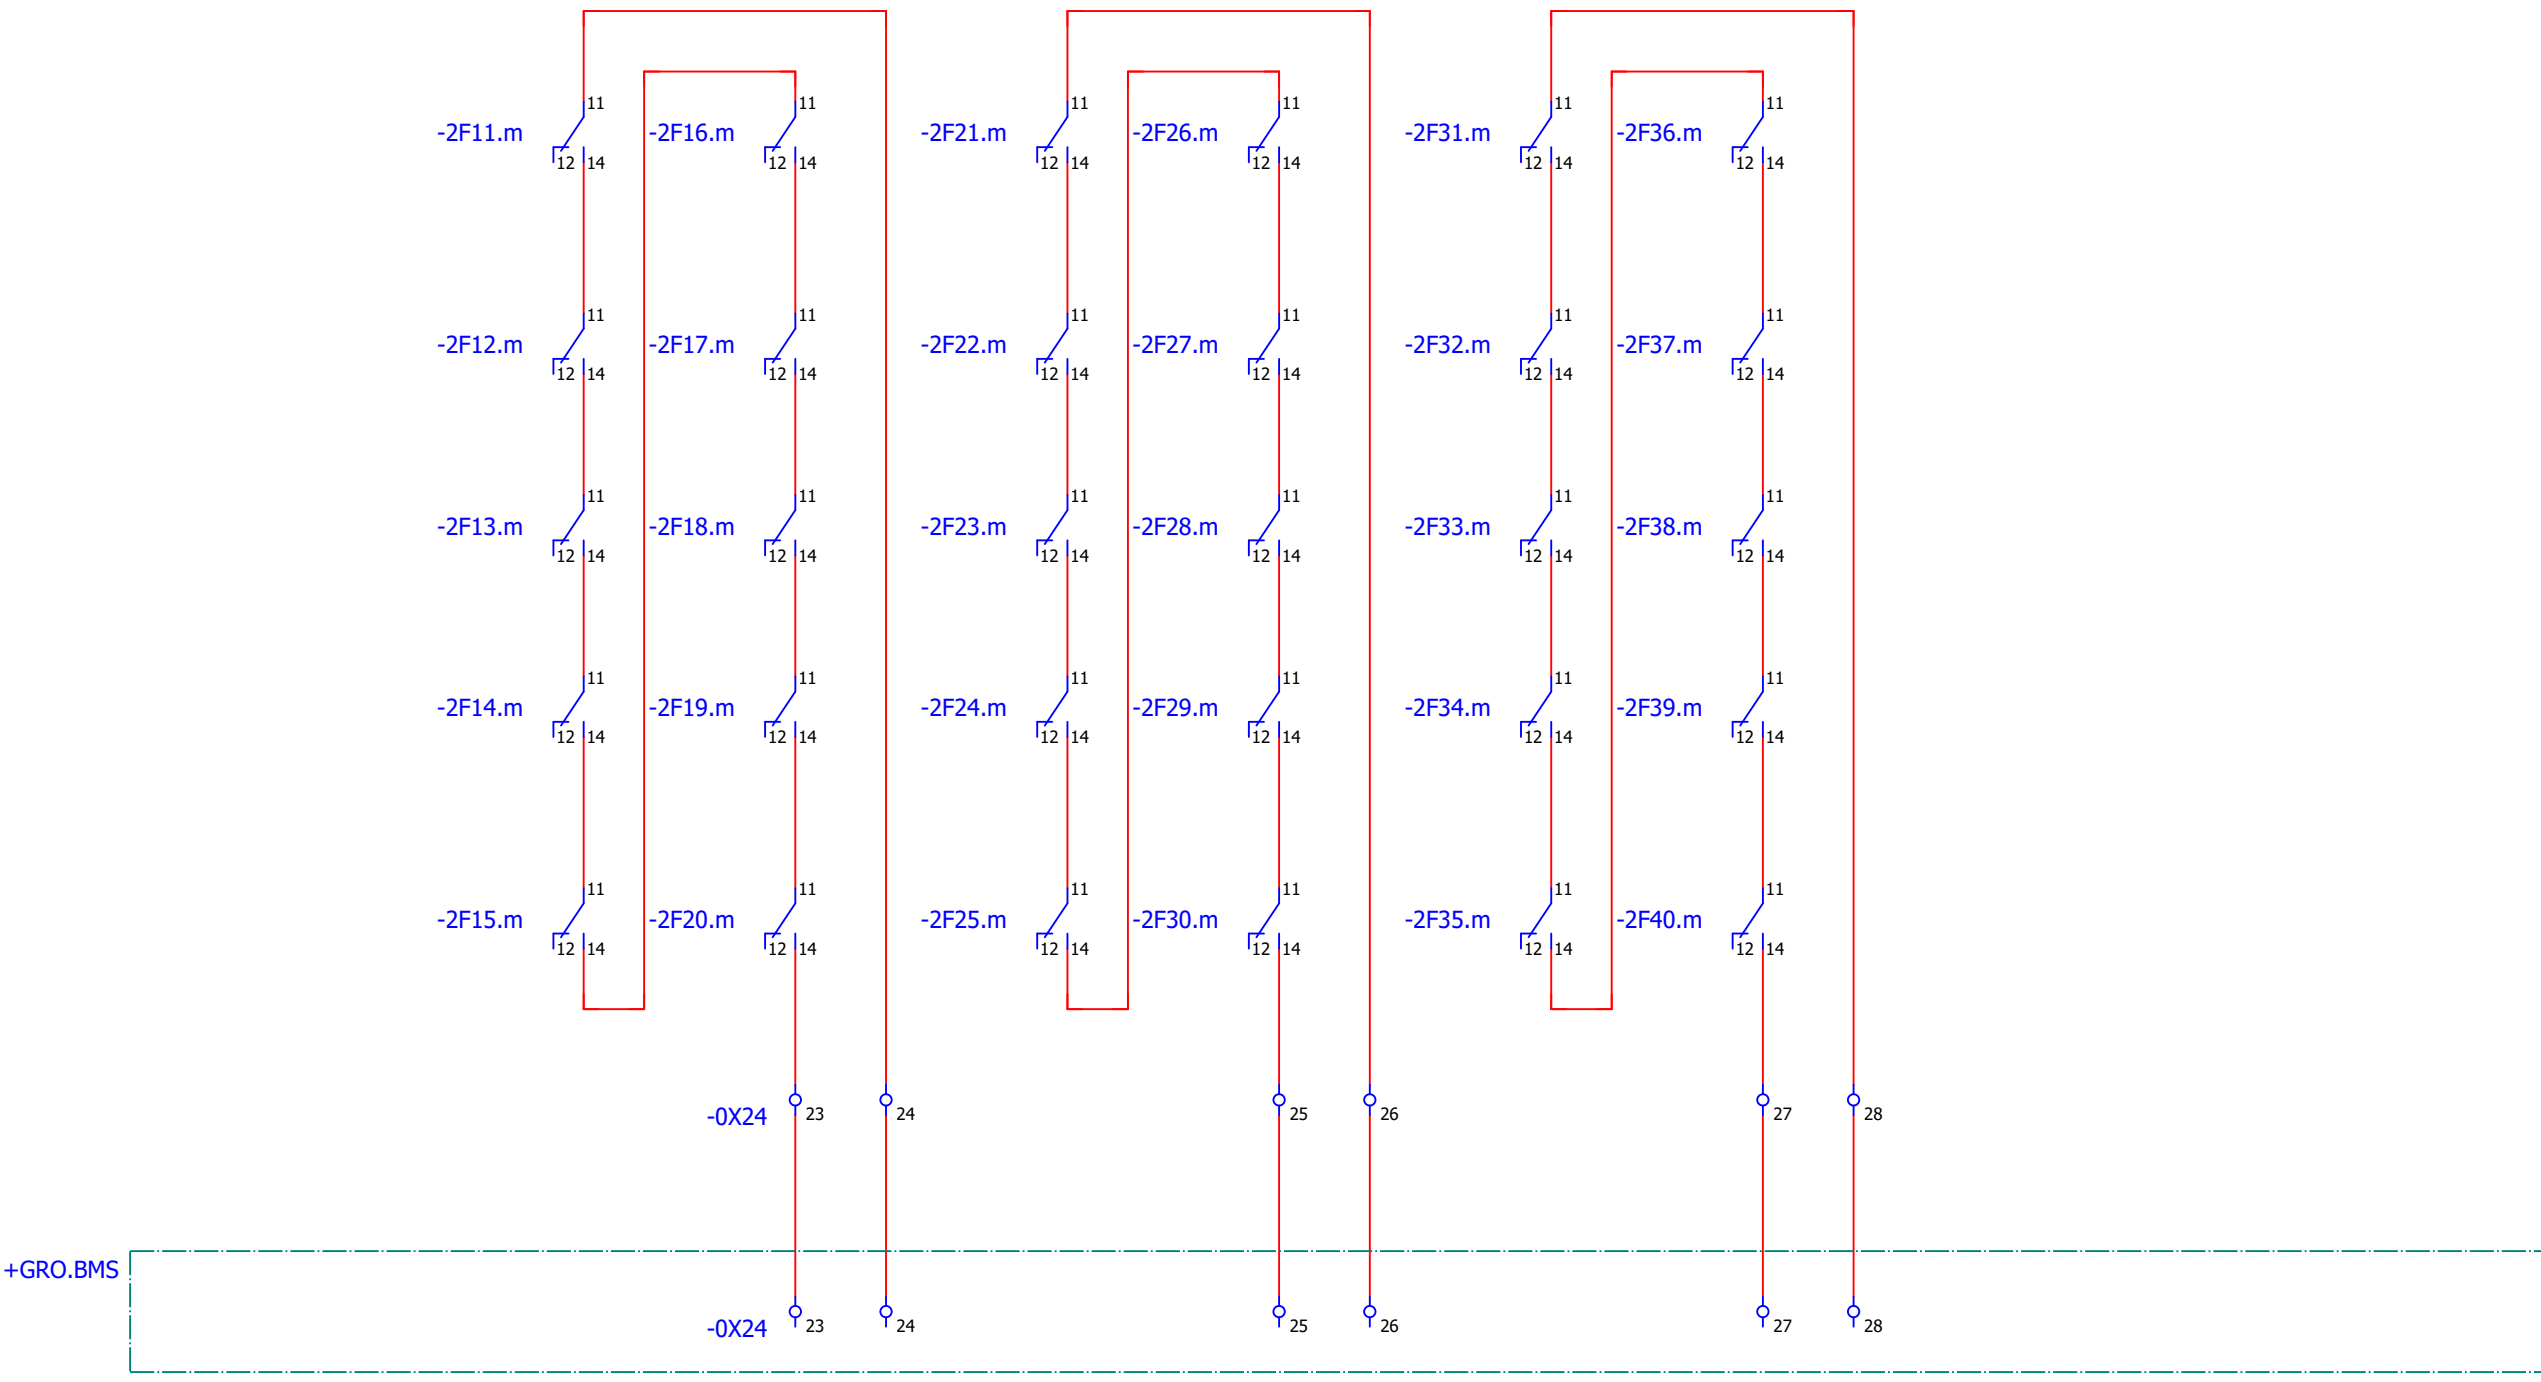 11 11 11 11 11 11
-2F11.m -2F16.m -2F21.m -2F26.m -2F31.m -2F36.m
12 14 12 14 12 14 12 14 12 14 12 14
11 11 11 11 11 11
-2F12.m -2F17.m -2F22.m -2F27.m -2F32.m -2F37.m
12 14 12 14 12 14 12 14 12 14 12 14
11 11 11 11 11 11
-2F13.m -2F18.m -2F23.m -2F28.m -2F33.m -2F38.m
12 14 12 14 12 14 12 14 12 14 12 14
11 11 11 11 11 11
-2F14.m -2F19.m -2F24.m -2F29.m -2F34.m -2F39.m
12 14 12 14 12 14 12 14 12 14 12 14
11 11 11 11 11 11
-2F15.m -2F20.m -2F25.m -2F30.m -2F35.m -2F40.m
12 14 12 14 12 14 12 14 12 14 12 14
-0X24 23 24 25 26 27 28
+GRO.BMS
-0X24 23 24 25 26 27 28